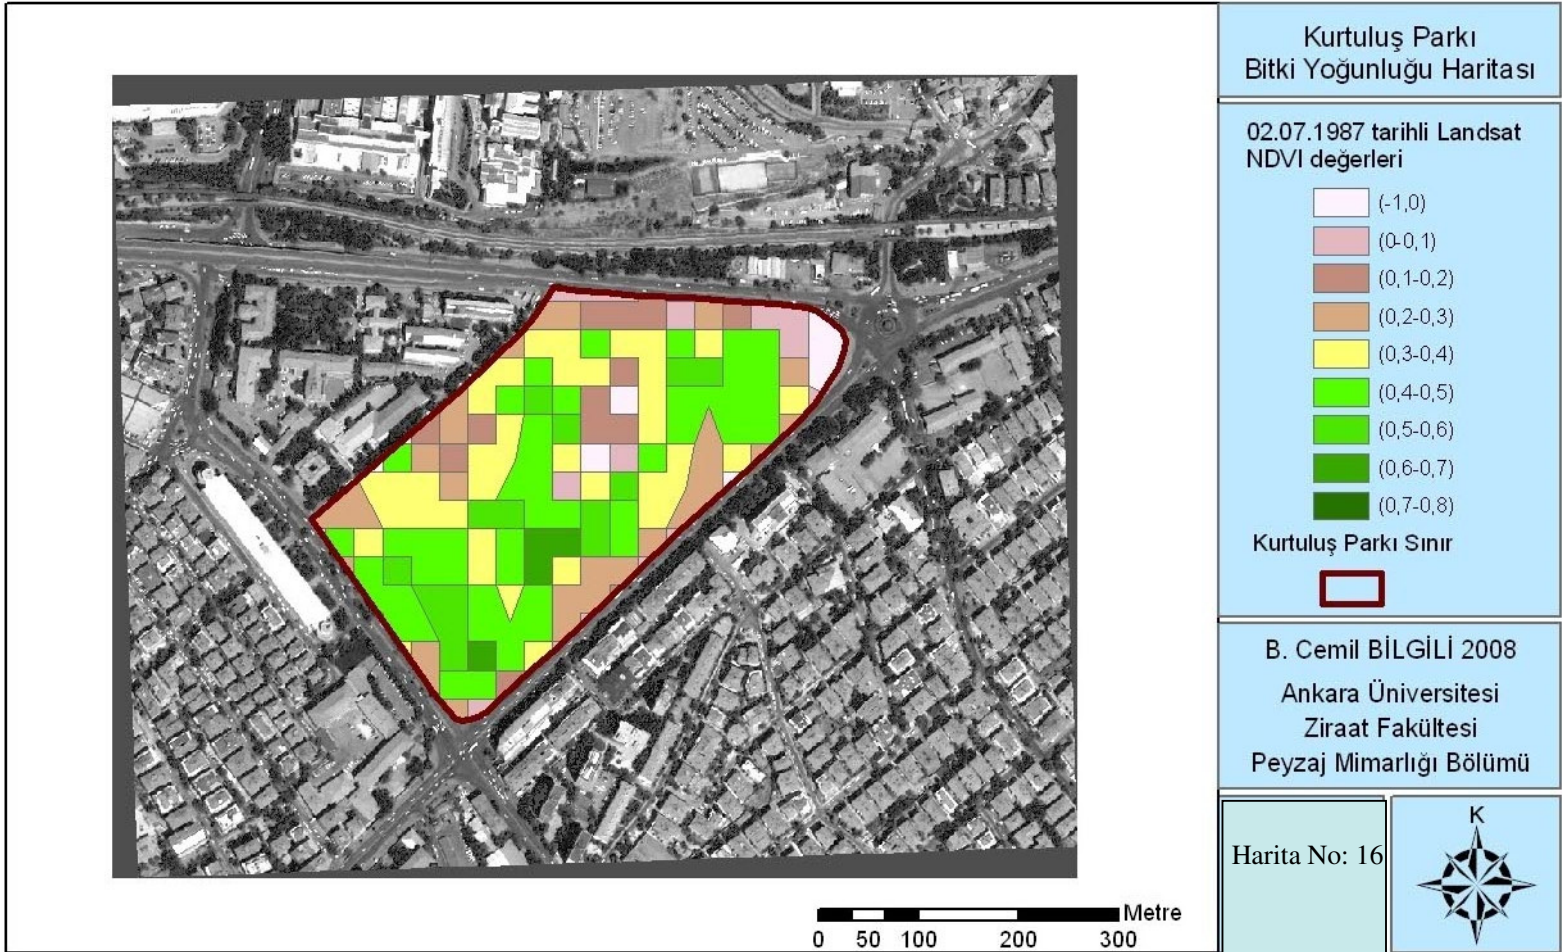 Kurtuluş Parkı
Bitki Yoğunluğu Haritası
02.07.1987 tarihli Landsat
NDVI değerleri
(-1,0)
(0-0,1)
(0,1-0,2)
(0,2-0,3)
(0,3-0,4)
(0,4-0,5)
(0,5-0,6)
(0,6-0,7)
(0,7-0,8)
Kurtuluş Parkı Sınır
B. Cemil BİLGİLİ 2008
Ankara Üniversitesi
Ziraat Fakültesi
Peyzaj Mimarlığı Bölümü
Harita No: 16
K
Metre
0 50 100 200 300